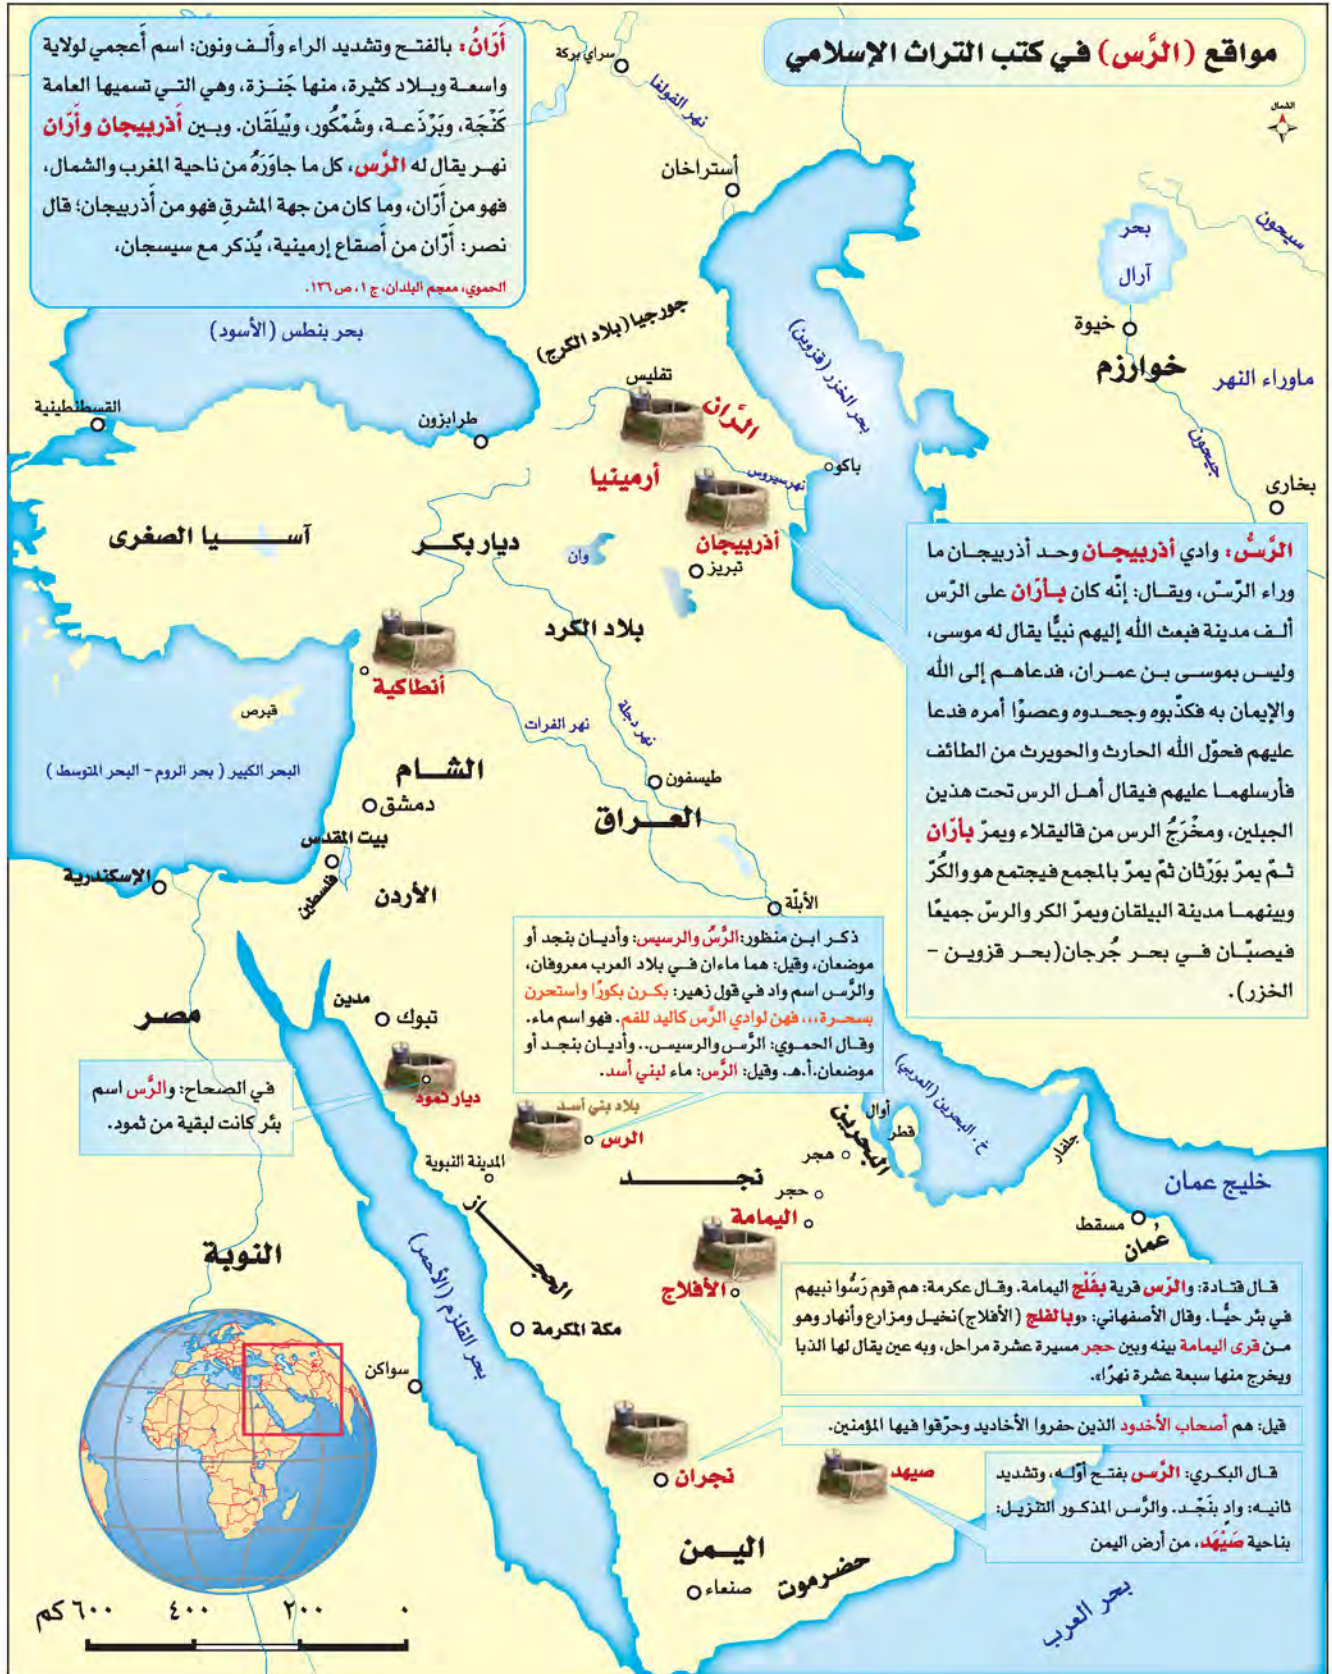 مواقع (الرَّس) في كتب التراث الإسلامي
أَرَّانُ: بالفتح وتشديد الراء وألف ونون: اسم أعجمي لولاية
واسعة وبلاد كثيرة، منها جَنـزة، وهي التي تسميها العامة
كَنْجَة، وبَرْذَعة، وشَمْكُور، وبَيْلَقَان. وبين أذربيجان وأرّان
نهر يقال له الرَّس، كل ما جاوَرَهُ من ناحية المغرب والشمال،
فهو من أرّان، وما كان من جهة المشرقِ فهو من أذربيجان؛ قال
نصر: أرّان من أصقاع إرمينية، يُذكر مع سيسجان،
الحموي، معجم البلدان، ج ١، ص ١٣٦.
سراي بركة
نهر الفولغا
أستراخان
الشمال
سيحون
بحر
آرال
خيوة
خوارزم
ماوراء النهر
جيحون
بخارى
بحر بنطس (الأسود)
جورجيا (بلاد الكرج)
بحر الخزر (قزوين)
تفليس
الرّان
القسطنطينية
طرابزون
أرمينيا
نهر سيروس
باكو
أذربيجان
تبريز
آسيا الصغرى
ديار بكر
وان
الرَّسُّ: وادي أذربيجان وحد أذربيجان ما
وراء الرّسّ، ويقال: إنّه كان بأرّان على الرّس
ألف مدينة فبعث الله إليهم نبيًّا يقال له موسى،
وليس بموسى بن عمران، فدعاهم إلى الله
والإيمان به فكذّبوه وجحدوه وعصوْا أمره فدعا
عليهم فحوّل الله الحارث والحويرث من الطائف
فأرسلهما عليهم فيقال أهل الرس تحت هذين
الجبلين، ومخْرَجُ الرس من قاليقلاء ويمرّ بأرّان
ثمّ يمرّ بوَرْثان ثمّ يمرّ بالمجمع فيجتمع هو والكُرّ
وبينهما مدينة البيلقان ويمرّ الكر والرسّ جميعًا
فيصبّان في بحر جُرجان(بحر قزوين -
الخزر).
بلاد الكرد
أنطاكية
قبرص
نهر الفرات
نهر دجلة
البحر الكبير ( بحر الروم - البحر المتوسط )
الشام
طيسفون
دمشق
العراق
بيت المقدس
الإسكندرية
فلسطين
الأردن
الأبلّة
ذكر ابن منظور:الرَّسُّ والرسيس: وأديان بنجد أو
موضعان، وقيل: هما ماءان في بلاد العرب معروفان،
والرَّس اسم واد في قول زهير: بكرن بكورًا واستحرن
بسحرة،،، فهن لوادي الرَّس كاليد للفم. فهو اسم ماء.
وقال الحموي: الرَّس والرسيس.. وأديان بنجد أو
موضعان.أ.هـ. وقيل: الرَّس: ماء لبني أسد.
مصر
مدين
تبوك
ديار ثمود
في الصحاح: والرَّس اسم
بئر كانت لبقية من ثمود.
بلاد بني أسد
الرس
خ. البحرين (العربي)
أوال
قطر
البحرين
جلفار
هجر
المدينة النبوية
نجد
حجر
خليج عمان
اليمامة
مسقط
عُمان
الحجاز
النوبة
بحر القلزم (الأحمر)
الأفلاج
قال قتادة: والرّس قرية بفَلْج اليمامة. وقال عكرمة: هم قوم رَسُّوا نبيهم
في بئر حيًّا. وقال الأصفهاني: «وبالفلج (الأفلاج)نخيل ومزارع وأنهار وهو
من قرى اليمامة بينه وبين حجر مسيرة عشرة مراحل، وبه عين يقال لها الذبا
ويخرج منها سبعة عشرة نهرًا».
مكة المكرمة
سواكن
قيل: هم أصحاب الأخدود الذين حفروا الأخاديد وحرّقوا فيها المؤمنين.
نجران
صيهد
قال البكري: الرَّس بفتح أوّله، وتشديد
ثانيه: وادٍ بنَجْد. والرَّس المذكور التنزيل:
بناحية صَيْهَد، من أرض اليمن
اليمن
حضرموت
صنعاء
بحر العرب
٠ ٢٠٠ ٤٠٠ ٦٠٠ كم